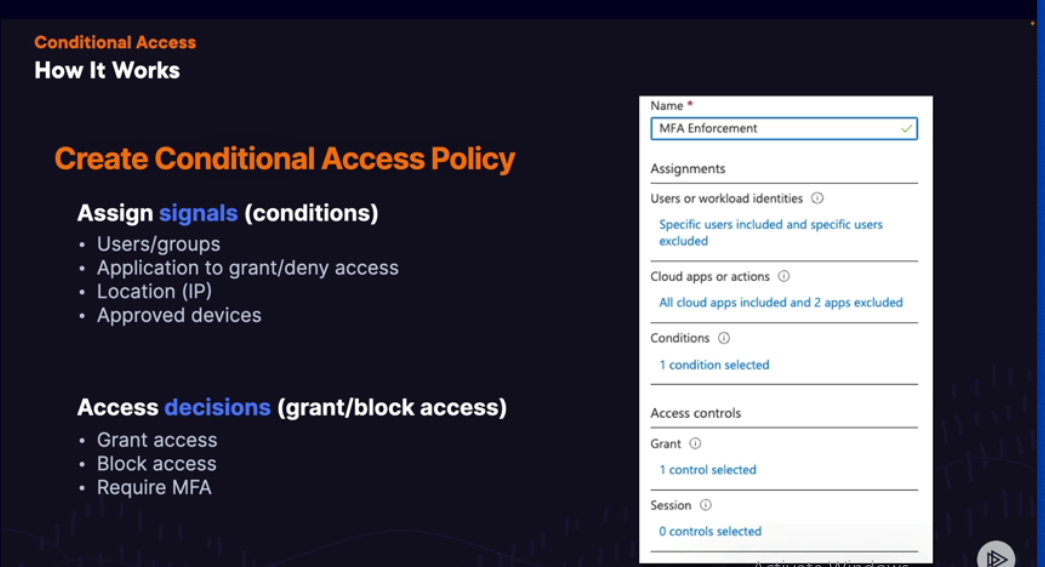 Conditional Access
How It Works
Create Conditional Access Policy
Assign signals (conditions)
• Users/groups
• Application to grant/deny access
• Location (IP)
• Approved devices
Access decisions (grant/block access)
• Grant access
• Block access
• Require MFA
Name *
MFA Enforcement
Assignments
Users or workload identities
Specific users included and specific users
excluded
Cloud apps or actions
All cloud apps included and 2 apps excluded
Conditions
1 condition selected
Access controls
Grant
1 control selected
Session
0 controls selected
Activate Windows